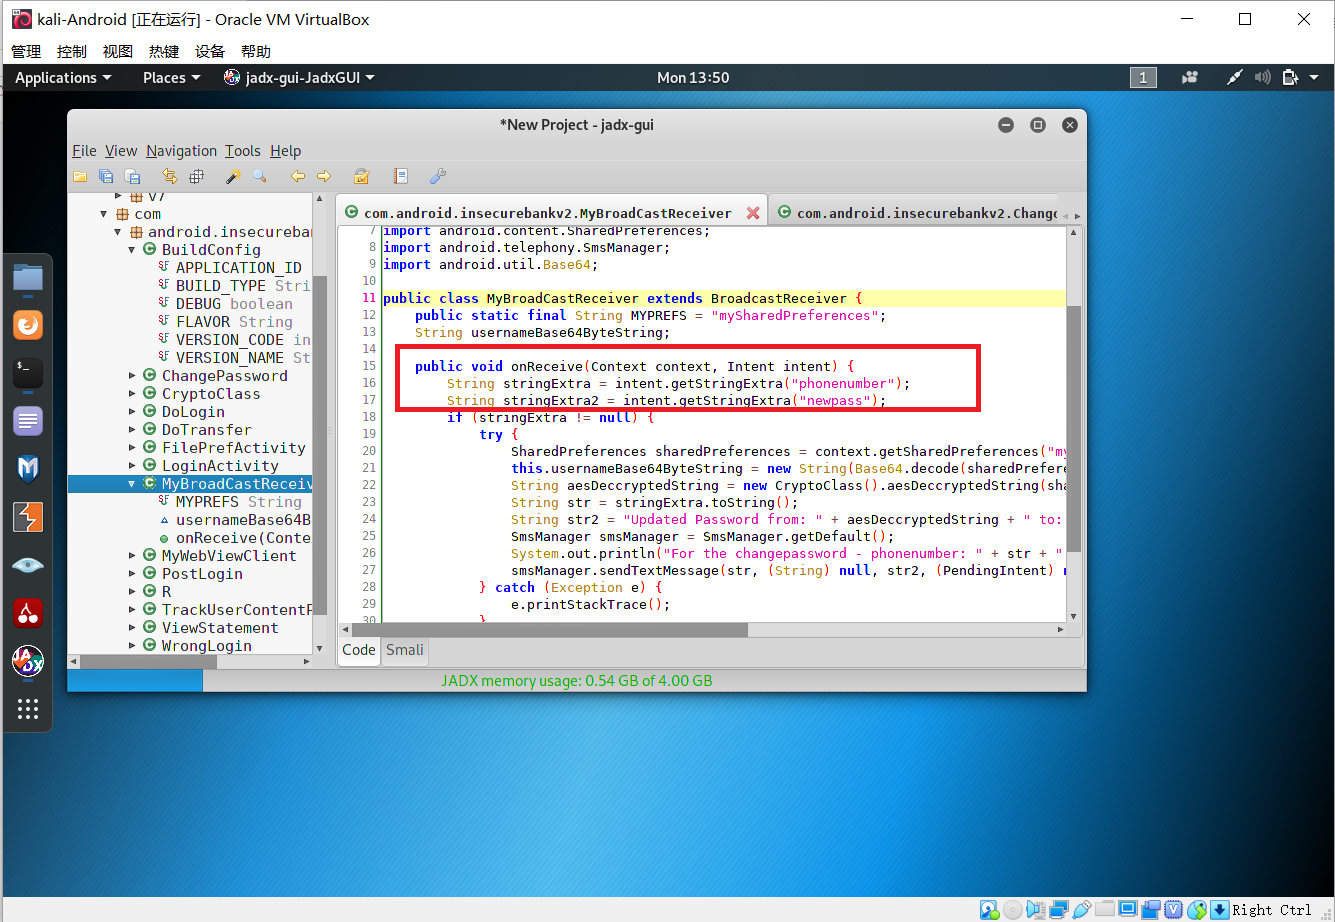 kali-Android [正在运行] - Oracle VM VirtualBox
管理 控制 视图 热键 设备 帮助
Applications Places jadx-gui-JadxGUI Mon 13:50 1
*New Project - jadx-gui
File View Navigation Tools Help
v7
com
android.insecureban
BuildConfig
APPLICATION_ID
BUILD_TYPE Stri
DEBUG boolean
FLAVOR String
VERSION_CODE in
VERSION_NAME St
ChangePassword
CryptoClass
DoLogin
DoTransfer
FilePrefActivity
LoginActivity
MyBroadCastReceiv
MYPREFS String
usernameBase64B
onReceive(Conte
MyWebViewClient
PostLogin
R
TrackUserContentP
ViewStatement
WrongLogin
com.android.insecurebankv2.MyBroadCastReceiver com.android.insecurebankv2.Change
7 import android.content.SharedPreferences;
8 import android.telephony.SmsManager;
9 import android.util.Base64;
10
11 public class MyBroadCastReceiver extends BroadcastReceiver {
12 public static final String MYPREFS = "mySharedPreferences";
13 String usernameBase64ByteString;
14
15 public void onReceive(Context context, Intent intent) {
16 String stringExtra = intent.getStringExtra("phonenumber");
17 String stringExtra2 = intent.getStringExtra("newpass");
18 if (stringExtra != null) {
19 try {
20 SharedPreferences sharedPreferences = context.getSharedPreferences("my
21 this.usernameBase64ByteString = new String(Base64.decode(sharedPrefere
22 String aesDeccryptedString = new CryptoClass().aesDeccryptedString(sha
23 String str = stringExtra.toString();
24 String str2 = "Updated Password from: " + aesDeccryptedString + " to:
25 SmsManager smsManager = SmsManager.getDefault();
26 System.out.println("For the changepassword - phonenumber: " + str + "
27 smsManager.sendTextMessage(str, (String) null, str2, (PendingIntent) n
28 } catch (Exception e) {
29 e.printStackTrace();
30 }
Code Smali
JADX memory usage: 0.54 GB of 4.00 GB
Right Ctrl